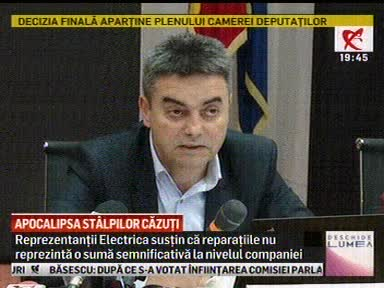 DECIZIA FINALĂ APARȚINE PLENULUI CAMEREI DEPUTAȚILOR
19:45
APOCALIPSA STÂLPILOR CĂZUȚI
Reprezentanții Electrica susțin că reparațiile nu
reprezintă o sumă semnificativă la nivelul companiei
DESCHIDE
LUMEA
URI
BĂSESCU: DUPĂ CE S-A VOTAT ÎNFIINȚAREA COMISIEI PARLA